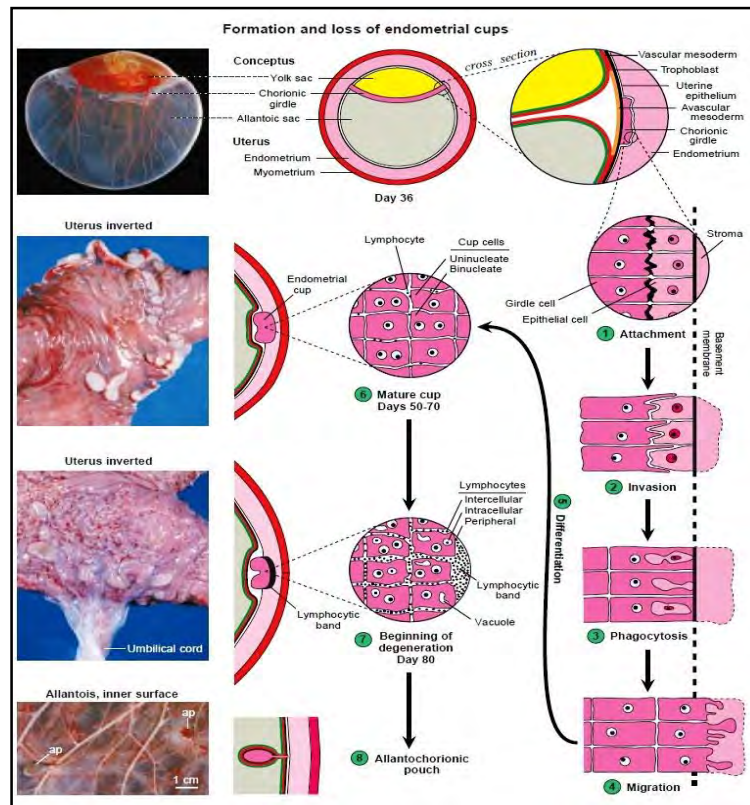 Formation and loss of endometrial cups
Conceptus
Yolk sac
Chorionic
girdle
Allantoic sac
Uterus
Endometrium
Myometrium
Day 36
cross section
Vascular mesoderm
Trophoblast
Uterine
epithelium
Avascular
mesoderm
Chorionic
girdle
Endometrium
Uterus inverted
Endometrial
cup
Lymphocyte
Cup cells
Uninucleate
Binucleate
6 Mature cup
Days 50-70
Stroma
Girdle cell
Epithelial cell
1 Attachment
Basement
membrane
2 Invasion
5 Differentiation
Uterus inverted
Umbilical cord
Lymphocytic
band
Lymphocytes
Intercellular
Intracellular
Peripheral
Lymphocytic
band
Vacuole
7 Beginning of
degeneration
Day 80
3 Phagocytosis
Allantois, inner surface
ap
ap
1 cm
8 Allantochorionic
pouch
4 Migration